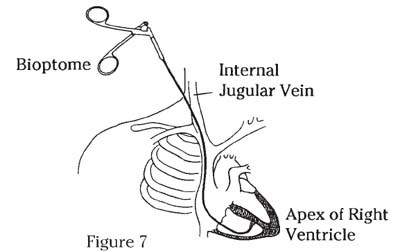 Bioptome
Internal
Jugular Vein
Apex of Right
Ventricle
Figure 7